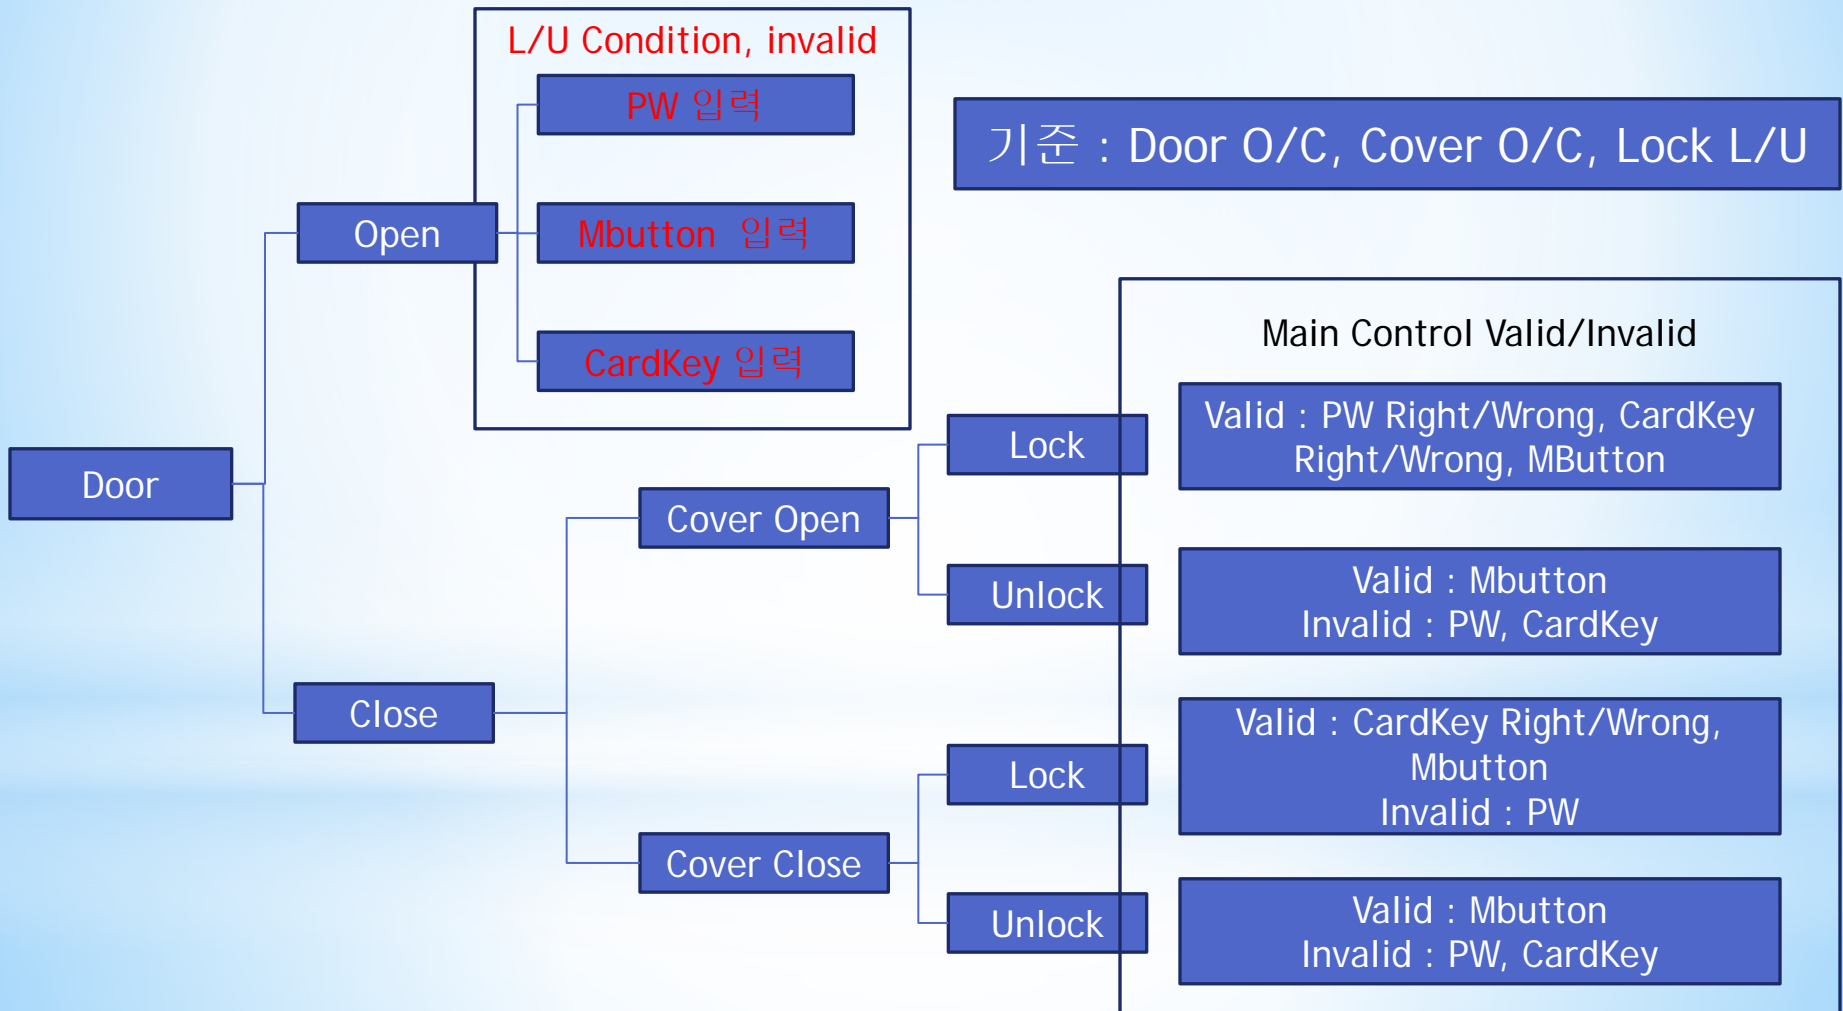 L/U Condition, invalid
PW 입력
기준 : Door O/C, Cover O/C, Lock L/U
Open
Mbutton 입력
CardKey 입력
Main Control Valid/Invalid
Door
Lock
Valid : PW Right/Wrong, CardKey
Right/Wrong, MButton
Cover Open
Unlock
Valid : Mbutton
Invalid : PW, CardKey
Close
Lock
Valid : CardKey Right/Wrong,
Mbutton
Invalid : PW
Cover Close
Unlock
Valid : Mbutton
Invalid : PW, CardKey